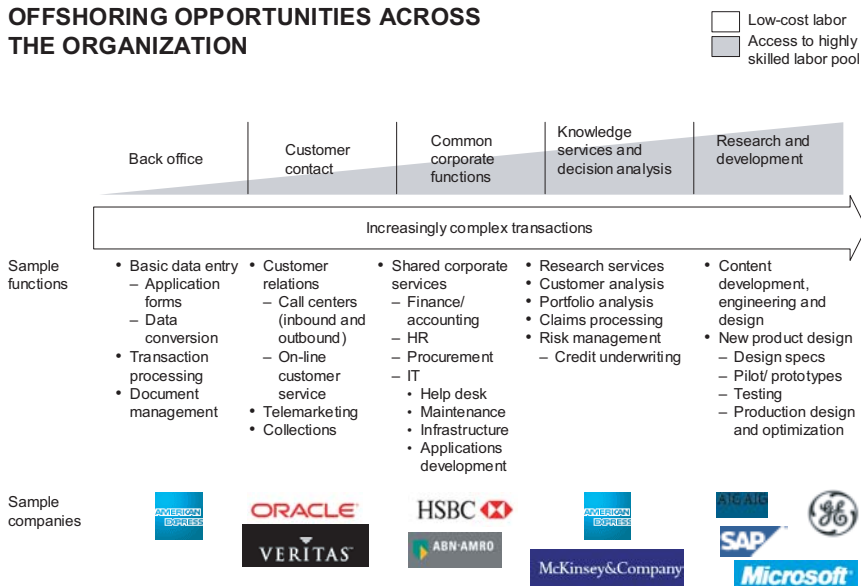 OFFSHORING OPPORTUNITIES ACROSS
THE ORGANIZATION
Low-cost labor
Access to highly
skilled labor pool
Back office
Customer
contact
Common
corporate
functions
Knowledge
services and
decision analysis
Research and
development
Increasingly complex transactions
Sample
functions
• Basic data entry
– Application
forms
– Data
conversion
• Transaction
processing
• Document
management
• Customer
relations
– Call centers
(inbound and
outbound)
– On-line
customer
service
• Telemarketing
• Collections
• Shared corporate
services
– Finance/
accounting
– HR
– Procurement
– IT
• Help desk
• Maintenance
• Infrastructure
• Applications
development
• Research services
• Customer analysis
• Portfolio analysis
• Claims processing
• Risk management
– Credit underwriting
• Content
development,
engineering and
design
• New product design
– Design specs
– Pilot/ prototypes
– Testing
– Production design
and optimization
Sample
companies
AMERICAN
EXPRESS
ORACLE
VERITAS
HSBC
ABN·AMRO
AMERICAN
EXPRESS
McKinsey&Company
AIG AIG
GE
SAP
Microsoft